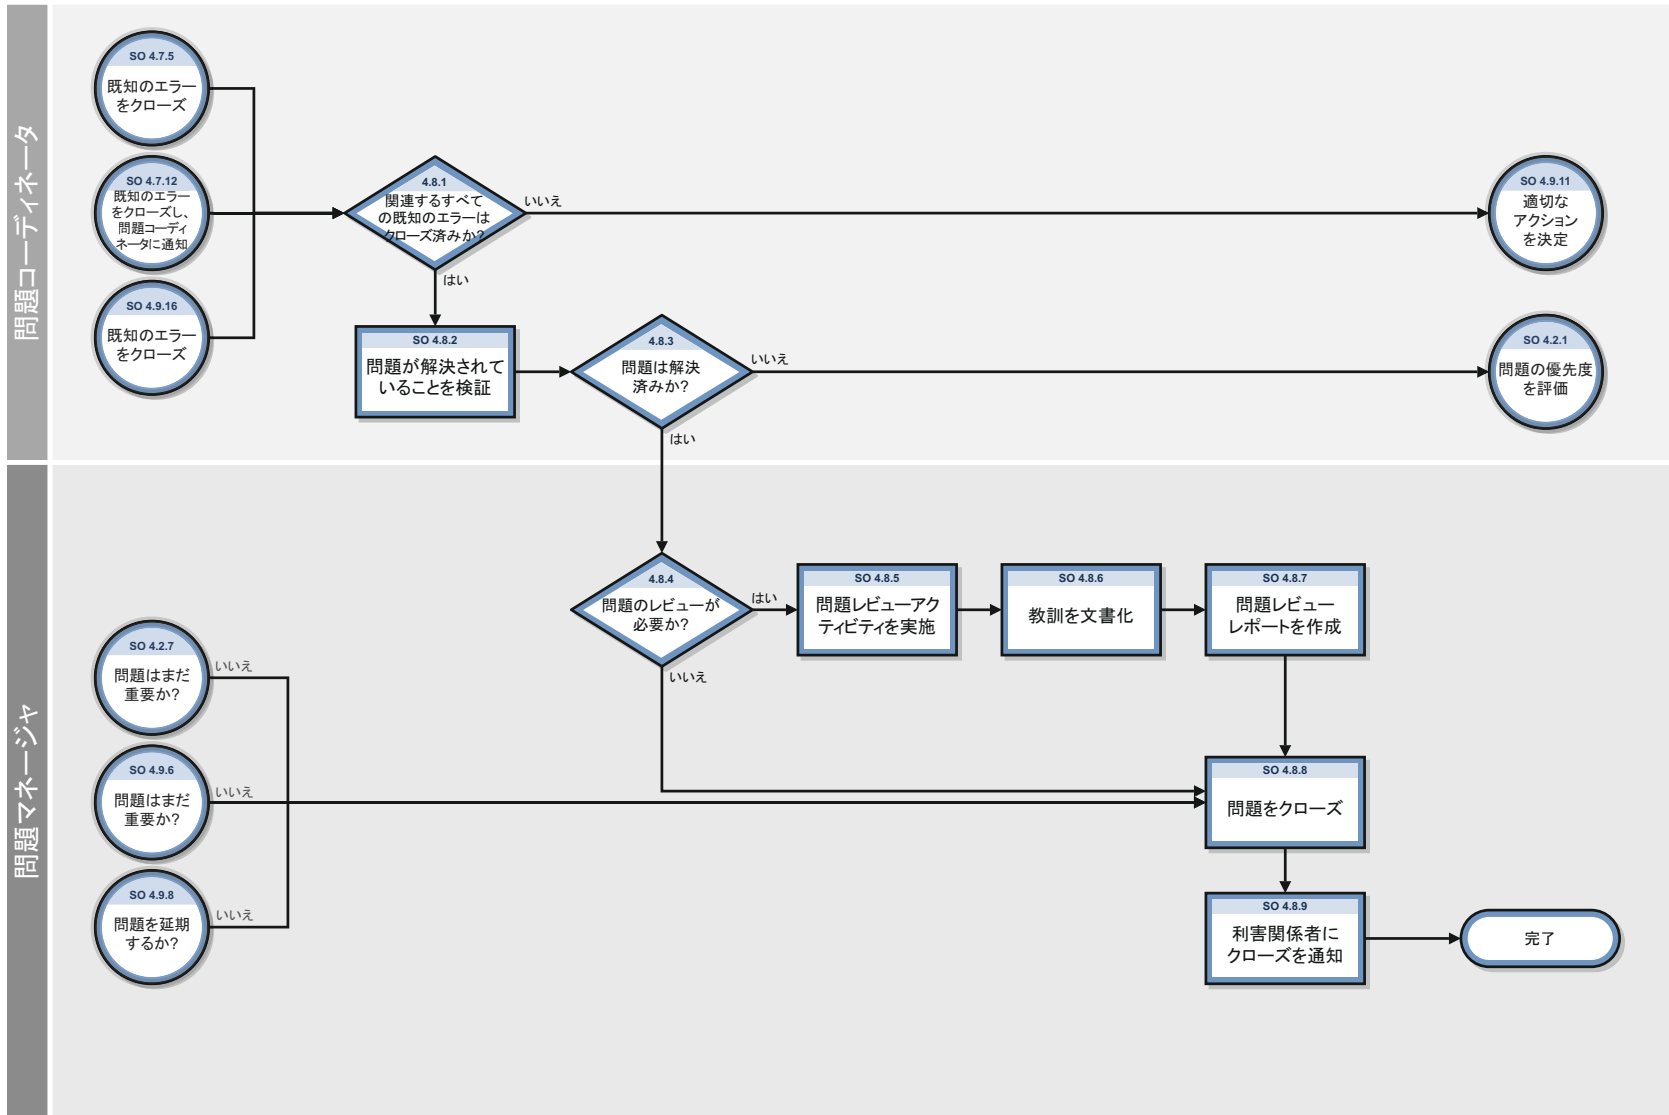 問題コーディネータ
SO 4.7.5
既知のエラー
をクローズ
SO 4.7.12
既知のエラー
をクローズし、
問題コーディ
ネータに通知
SO 4.9.16
既知のエラー
をクローズ
4.8.1
関連するすべて
の既知のエラーは
クローズ済みか?
いいえ
はい
SO 4.9.11
適切な
アクション
を決定
SO 4.8.2
問題が解決されて
いることを検証
4.8.3
問題は解決
済みか?
いいえ
はい
SO 4.2.1
問題の優先度
を評価
問題マネージャ
4.8.4
問題のレビューが
必要か?
はい
いいえ
SO 4.8.5
問題レビューアク
ティビティを実施
SO 4.8.6
教訓を文書化
SO 4.8.7
問題レビュー
レポートを作成
SO 4.2.7
問題はまだ
重要か?
いいえ
SO 4.9.6
問題はまだ
重要か?
いいえ
SO 4.9.8
問題を延期
するか?
いいえ
SO 4.8.8
問題をクローズ
SO 4.8.9
利害関係者に
クローズを通知
完了